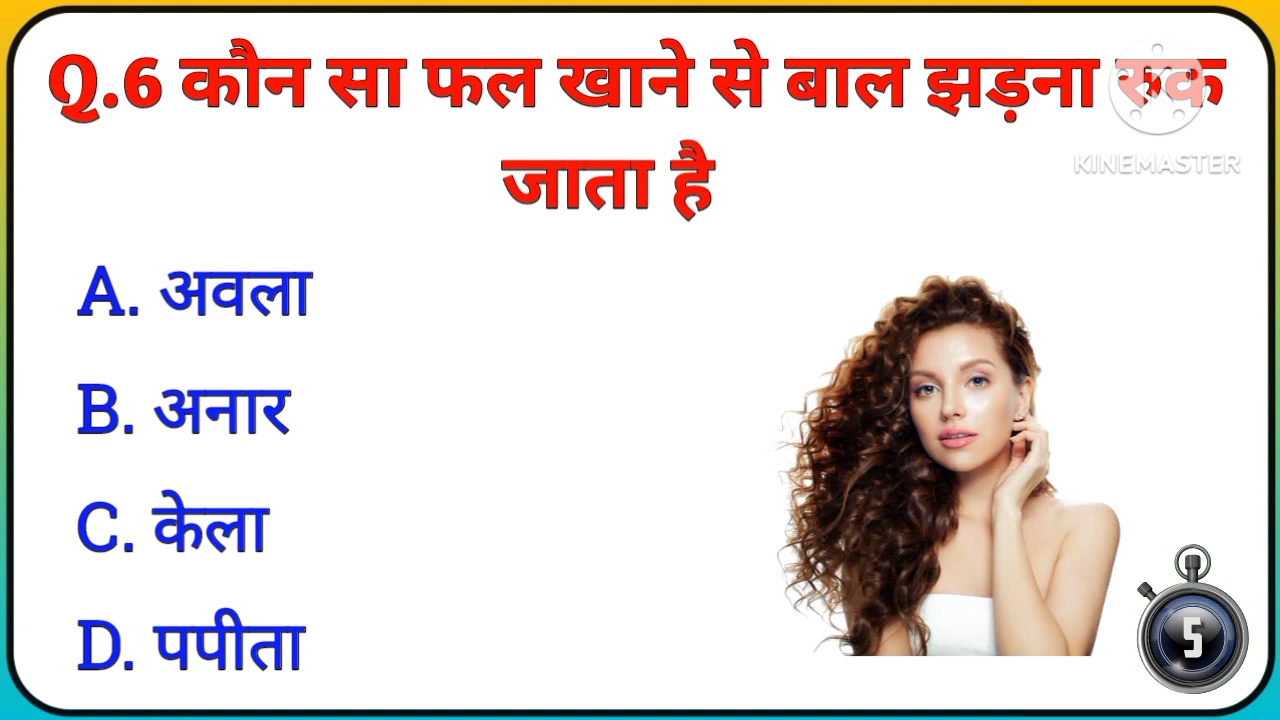 Q.6 कौन सा फल खाने से बाल झड़ना रुक
जाता है
KINEMASTER
A. अवला
B. अनार
C. केला
D. पपीता
5